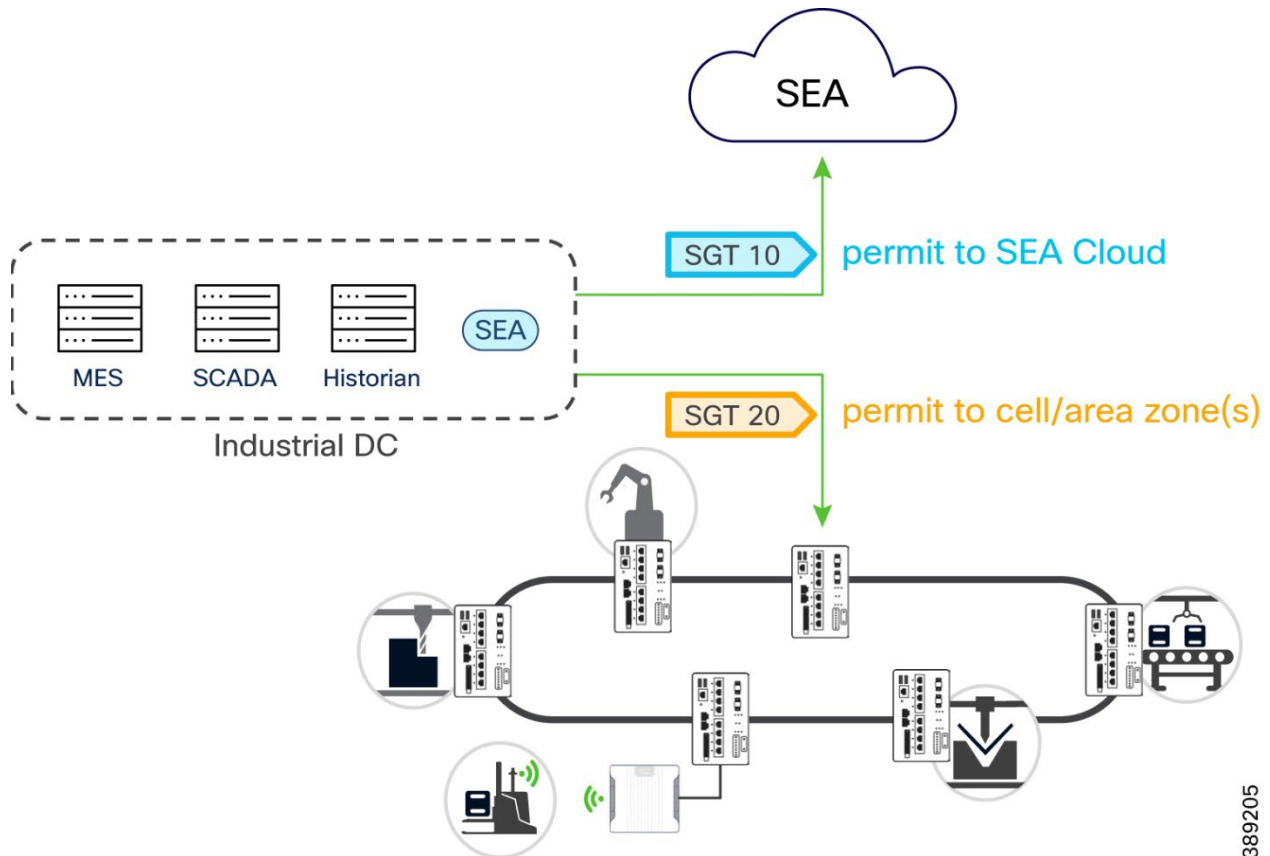 SEA
SGT 10
permit to SEA Cloud
SEA
MES
SCADA
Historian
SGT 20
permit to cell/area zone(s)
Industrial DC
389205